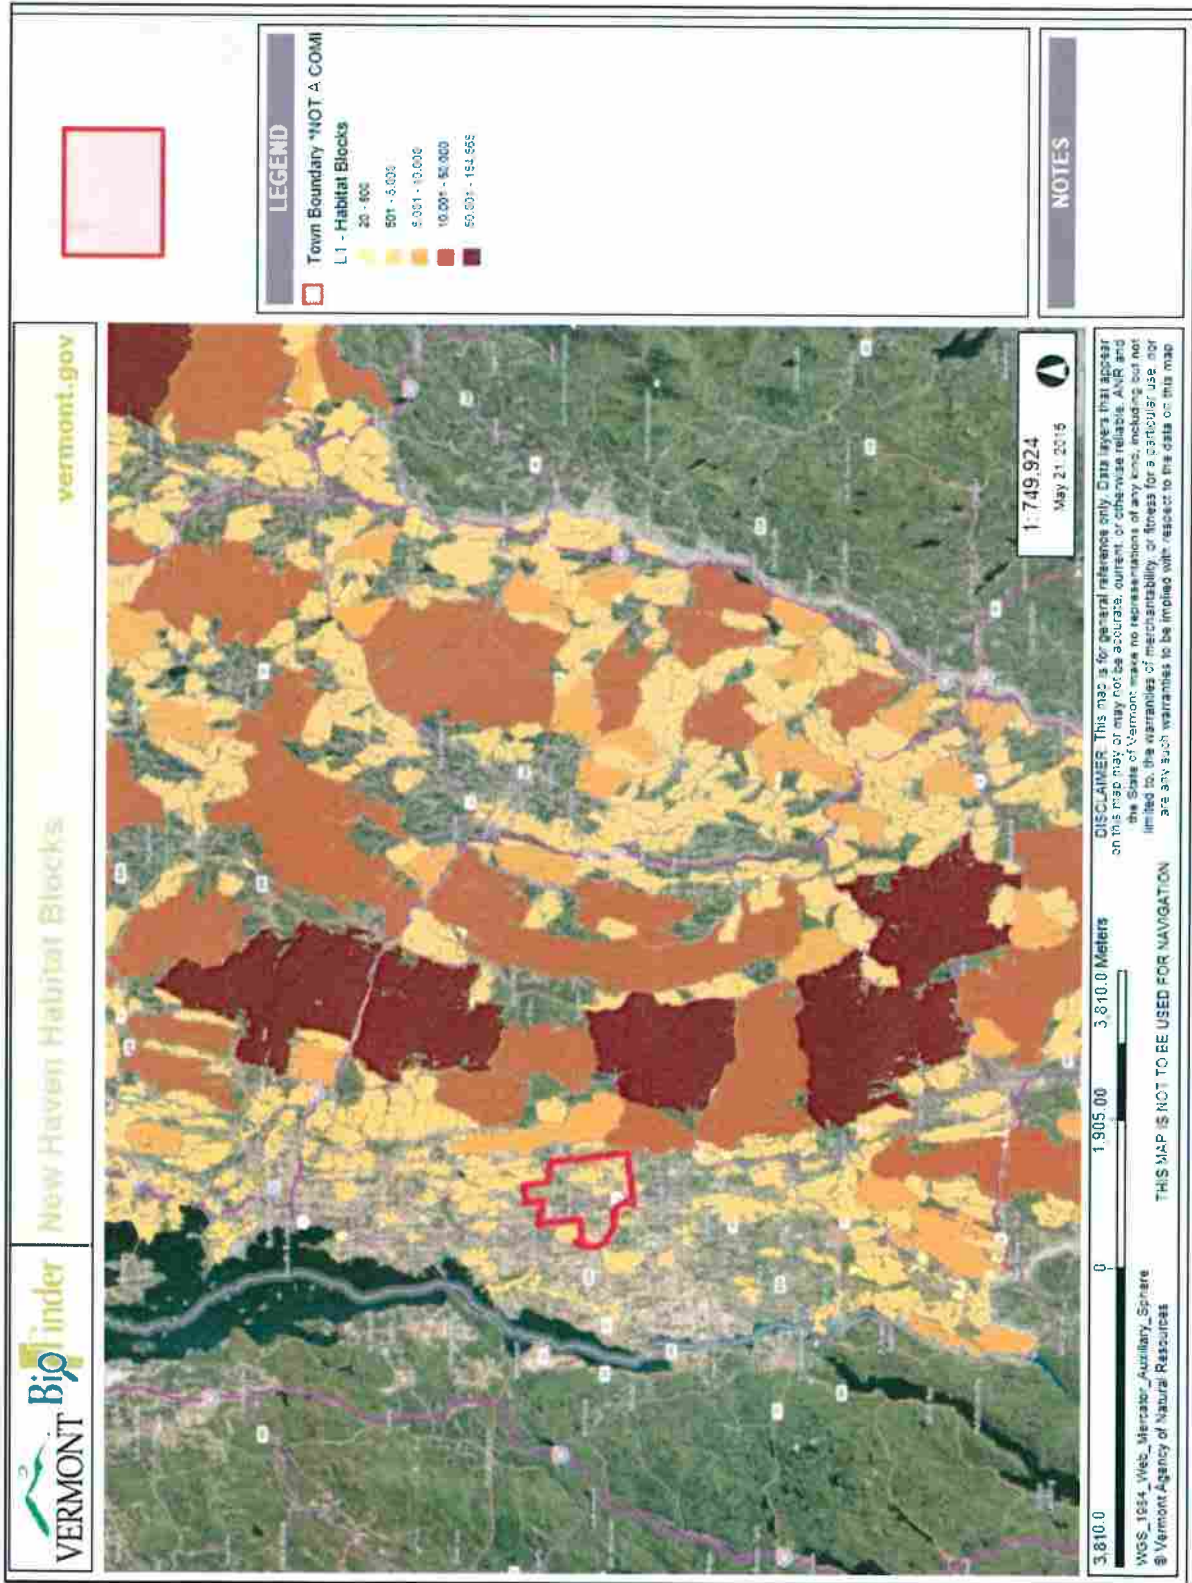 VERMONT
BioFinder
New Haven Habitat Blocks
vermont.gov
LEGEND
Town Boundary *NOT A COMI
L1 - Habitat Blocks
20 - 500
501 - 5,000
5,001 - 10,000
10,001 - 50,000
50,001 - 154,665
NOTES
1: 749,924
May 21, 2015
3,810.0 0 1,905.00 3,810.0 Meters
WGS_1984_Web_Mercator_Auxiliary_Sphere
© Vermont Agency of Natural Resources
THIS MAP IS NOT TO BE USED FOR NAVIGATION
DISCLAIMER: This map is for general reference only. Data layers that appear
on this map may or may not be accurate, current, or otherwise reliable. ANR and
the State of Vermont make no representations of any kind, including but not
limited to, the warranties of merchantability, or fitness for a particular use, nor
are any such warranties to be implied with respect to the data on this map.